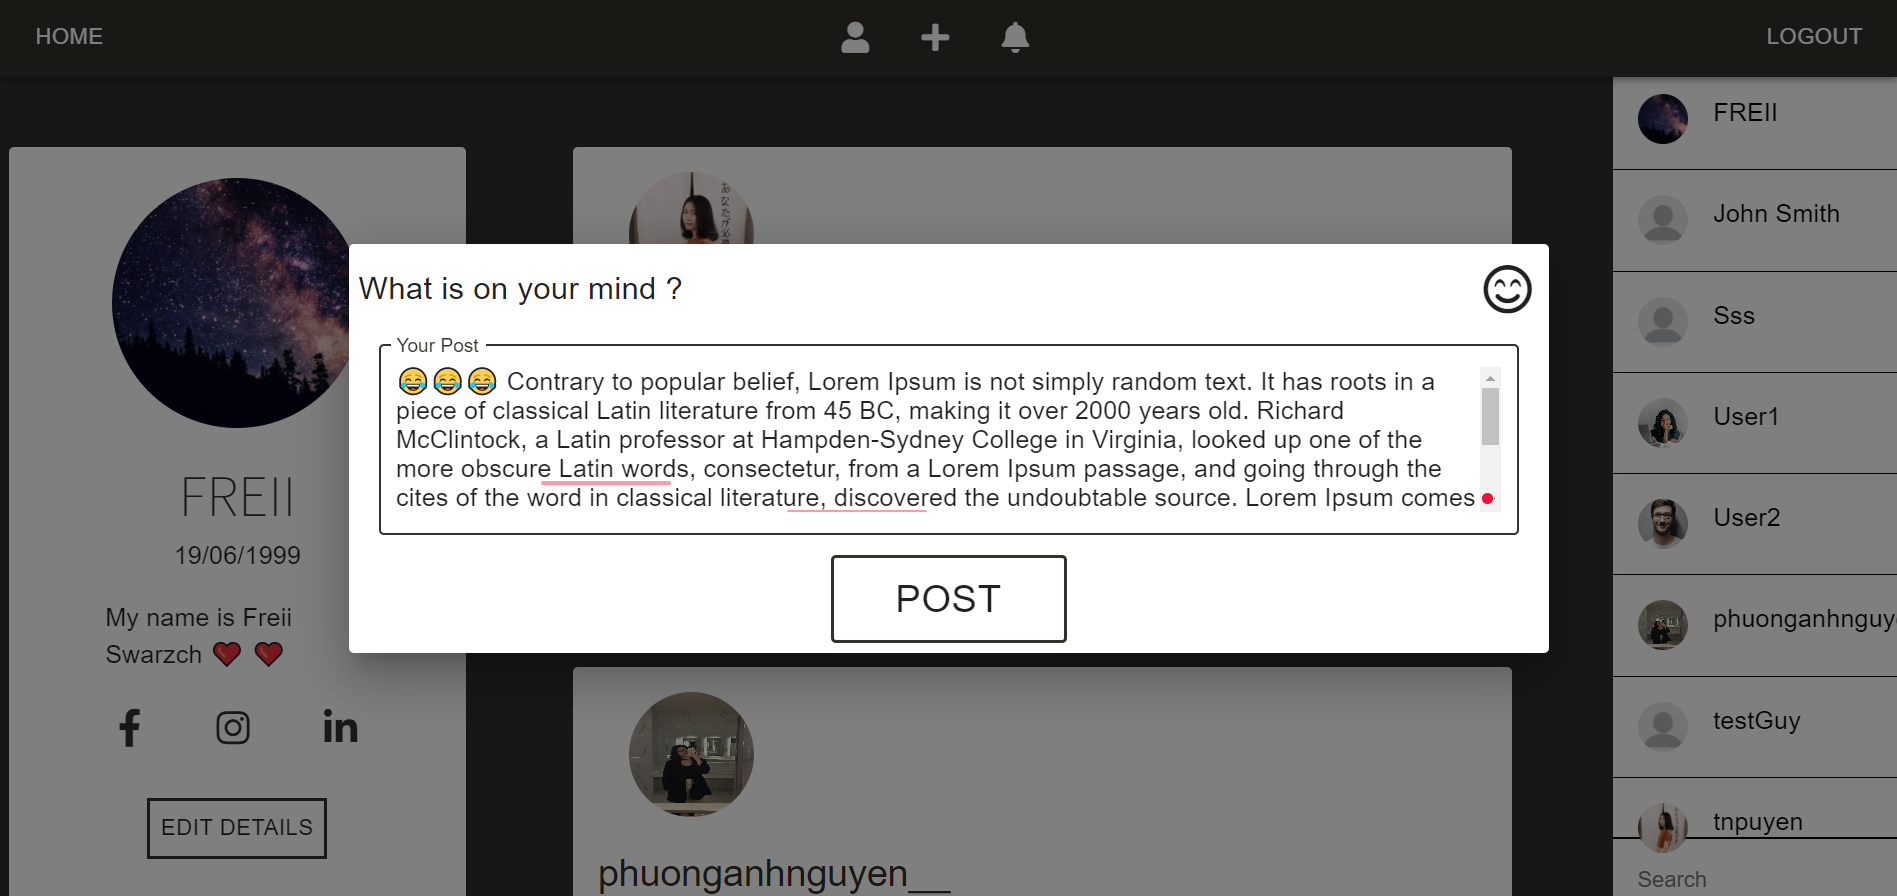 HOME
LOGOUT
FREII
19/06/1999
My name is Freii
Swarzch ❤️ ❤️
EDIT DETAILS
What is on your mind ?
Your Post
😂😂😂 Contrary to popular belief, Lorem Ipsum is not simply random text. It has roots in a
piece of classical Latin literature from 45 BC, making it over 2000 years old. Richard
McClintock, a Latin professor at Hampden-Sydney College in Virginia, looked up one of the
more obscure Latin words, consectetur, from a Lorem Ipsum passage, and going through the
cites of the word in classical literature, discovered the undoubtable source. Lorem Ipsum comes
POST
phuonganhnguyen__
FREII
John Smith
Sss
User1
User2
phuonganhnguy
testGuy
tnpuyen
Search